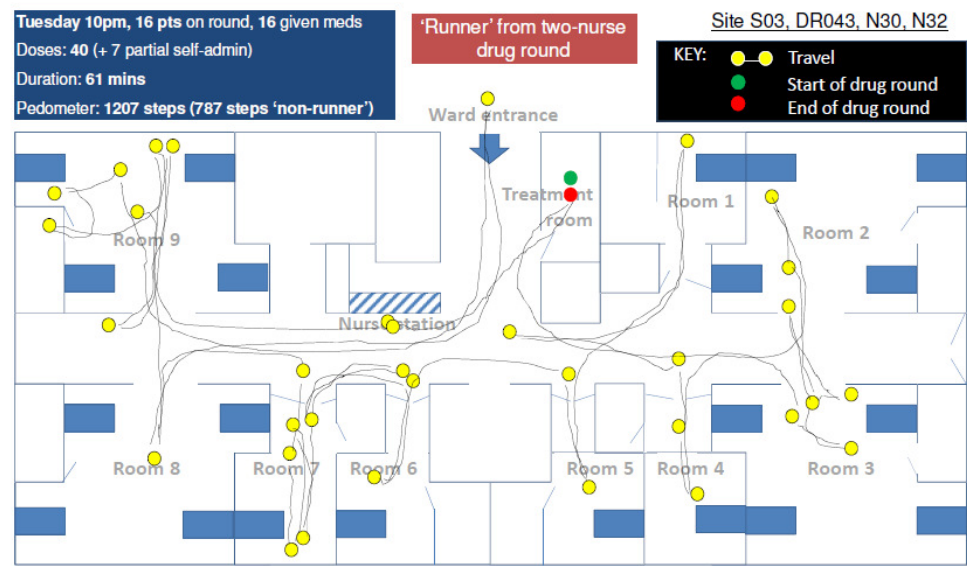 Tuesday 10pm, 16 pts on round, 16 given meds
Doses: 40 (+ 7 partial self-admin)
Duration: 61 mins
Pedometer: 1207 steps (787 steps ‘non-runner’)
‘Runner’ from two-nurse
drug round
Site S03, DR043, N30, N32
KEY:
Travel
Start of drug round
End of drug round
Ward entrance
Treatment
room
Room 1
Room 2
Room 9
Nurse station
Room 8
Room 7
Room 6
Room 5
Room 4
Room 3